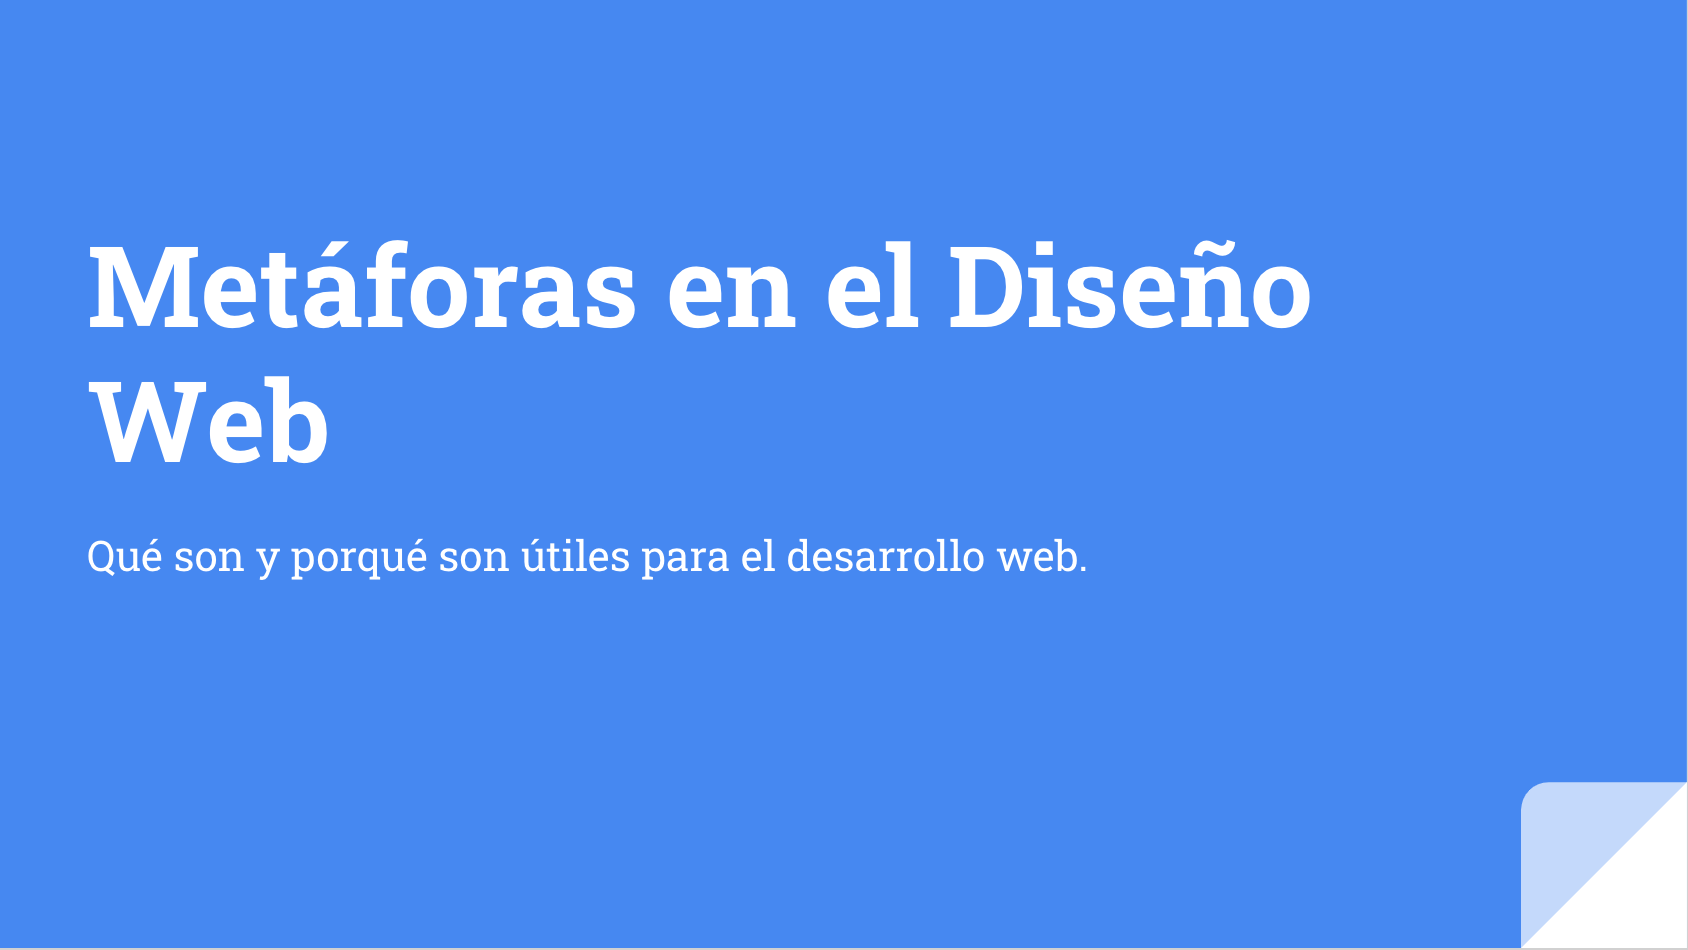 Metáforas en el Diseño
Web
Qué son y porqué son útiles para el desarrollo web.